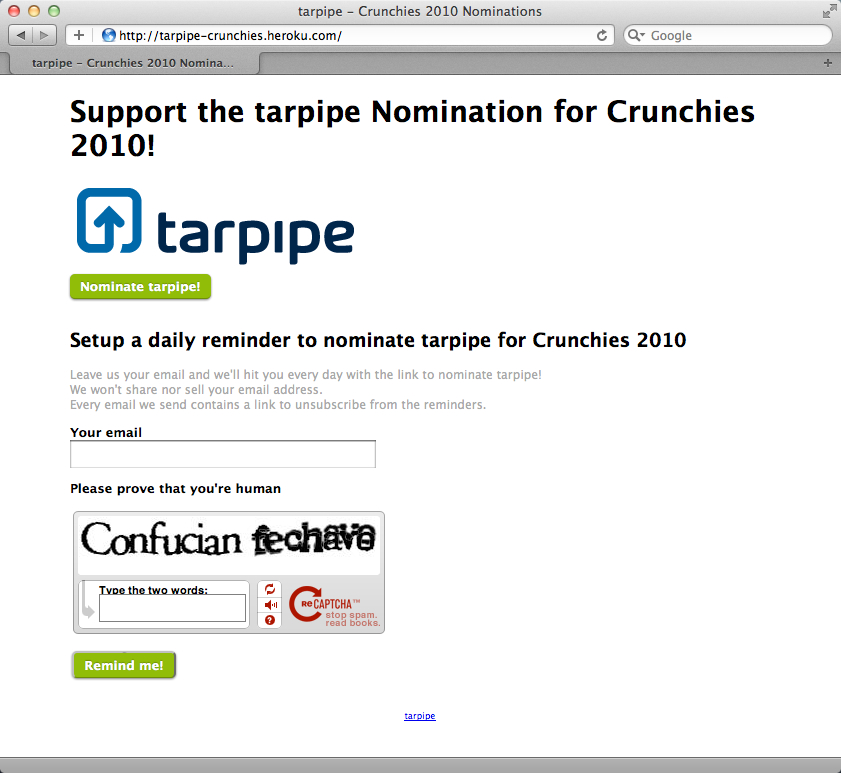 tarpipe – Crunchies 2010 Nominations
http://tarpipe-crunchies.heroku.com/
Google
tarpipe – Crunchies 2010 Nomina...
Support the tarpipe Nomination for Crunchies
2010!
tarpipe
Nominate tarpipe!
Setup a daily reminder to nominate tarpipe for Crunchies 2010
Leave us your email and we'll hit you every day with the link to nominate tarpipe!
We won't share nor sell your email address.
Every email we send contains a link to unsubscribe from the reminders.
Your email
Please prove that you're human
Confucian fechave
Type the two words:
reCAPTCHA™
stop spam.
read books.
Remind me!
tarpipe